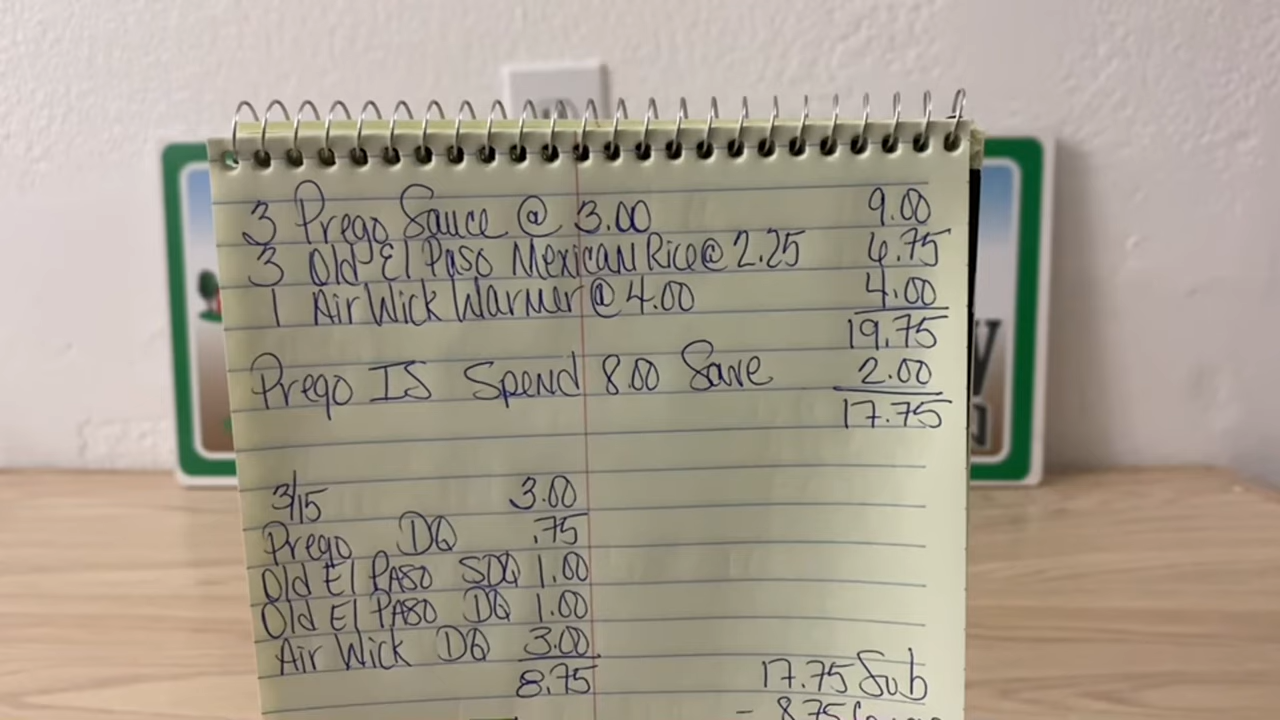 3 Prego Sauce @ 3.00 9.00
3 Old El Paso Mexican Rice @ 2.25 6.75
1 Air Wick Warmer @ 4.00 4.00
19.75
Prego IS Spend 8.00 Save 2.00
17.75
3/15 3.00
Prego DQ .75
Old El PASO SDQ 1.00
Old El PASO DQ 1.00
Air Wick DQ 3.00
8.75
17.75 Sub
- 8.75